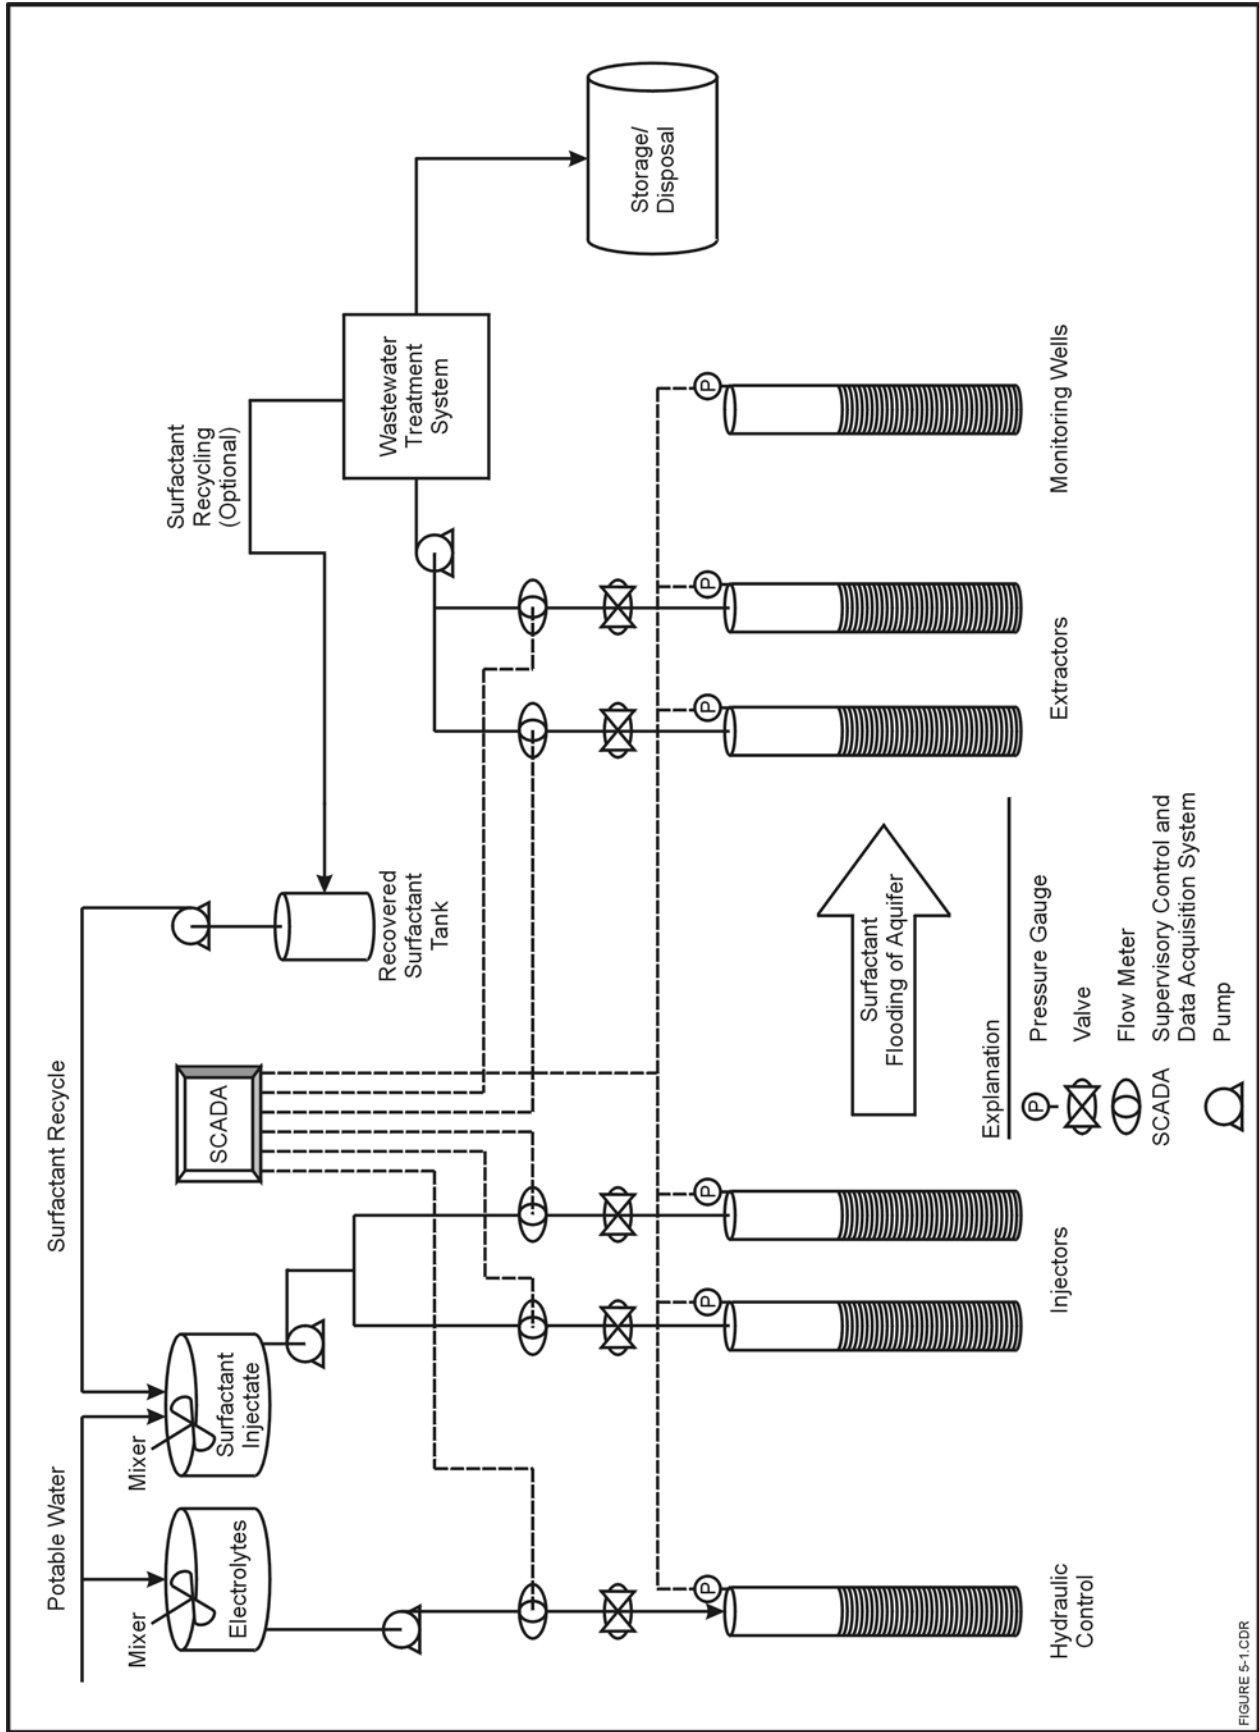 Potable Water
Surfactant Recycle
Mixer
Electrolytes
Mixer
Surfactant
Injectate
SCADA
Recovered
Surfactant
Tank
Surfactant
Recycling
(Optional)
Wastewater
Treatment
System
Storage/
Disposal
P
P
P
P
P
P
Hydraulic
Control
Injectors
Surfactant
Flooding of Aquifer
Extractors
Monitoring Wells
Explanation
P
Pressure Gauge
Valve
Flow Meter
SCADA
Supervisory Control and
Data Acquisition System
Pump
FIGURE 5-1.CDR